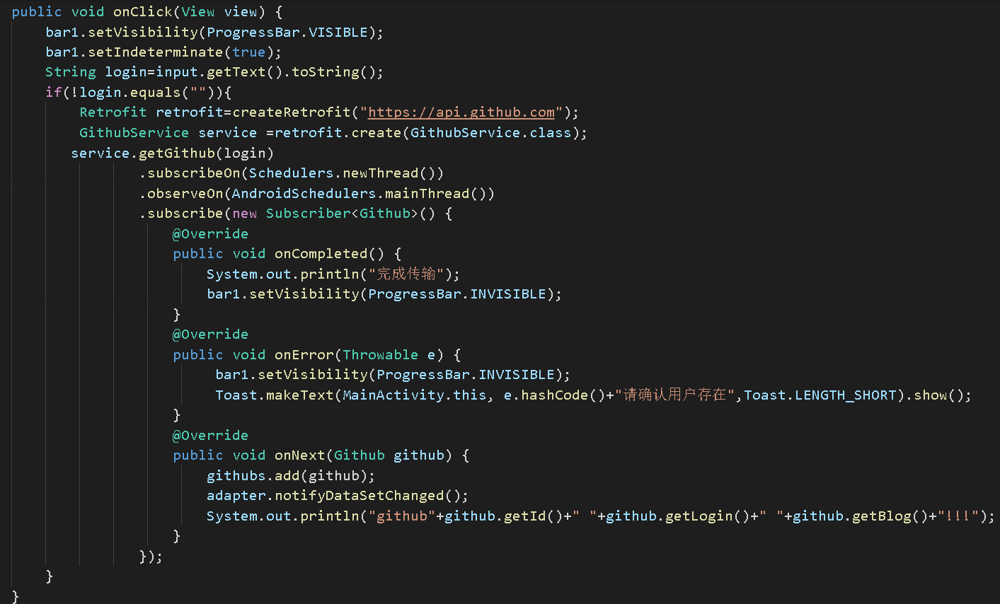 public void onClick(View view) {
bar1.setVisibility(ProgressBar.VISIBLE);
bar1.setIndeterminate(true);
String login=input.getText().toString();
if(!login.equals("")){
Retrofit retrofit=createRetrofit("https://api.github.com");
GithubService service =retrofit.create(GithubService.class);
service.getGithub(login)
.subscribeOn(Schedulers.newThread())
.observeOn(AndroidSchedulers.mainThread())
.subscribe(new Subscriber<Github>() {
@Override
public void onCompleted() {
System.out.println("完成传输");
bar1.setVisibility(ProgressBar.INVISIBLE);
}
@Override
public void onError(Throwable e) {
bar1.setVisibility(ProgressBar.INVISIBLE);
Toast.makeText(MainActivity.this, e.hashCode()+"请确认用户存在",Toast.LENGTH_SHORT).show();
}
@Override
public void onNext(Github github) {
githubs.add(github);
adapter.notifyDataSetChanged();
System.out.println("github"+github.getId()+" "+github.getLogin()+" "+github.getBlog()+"!!!");
}
});
}
}